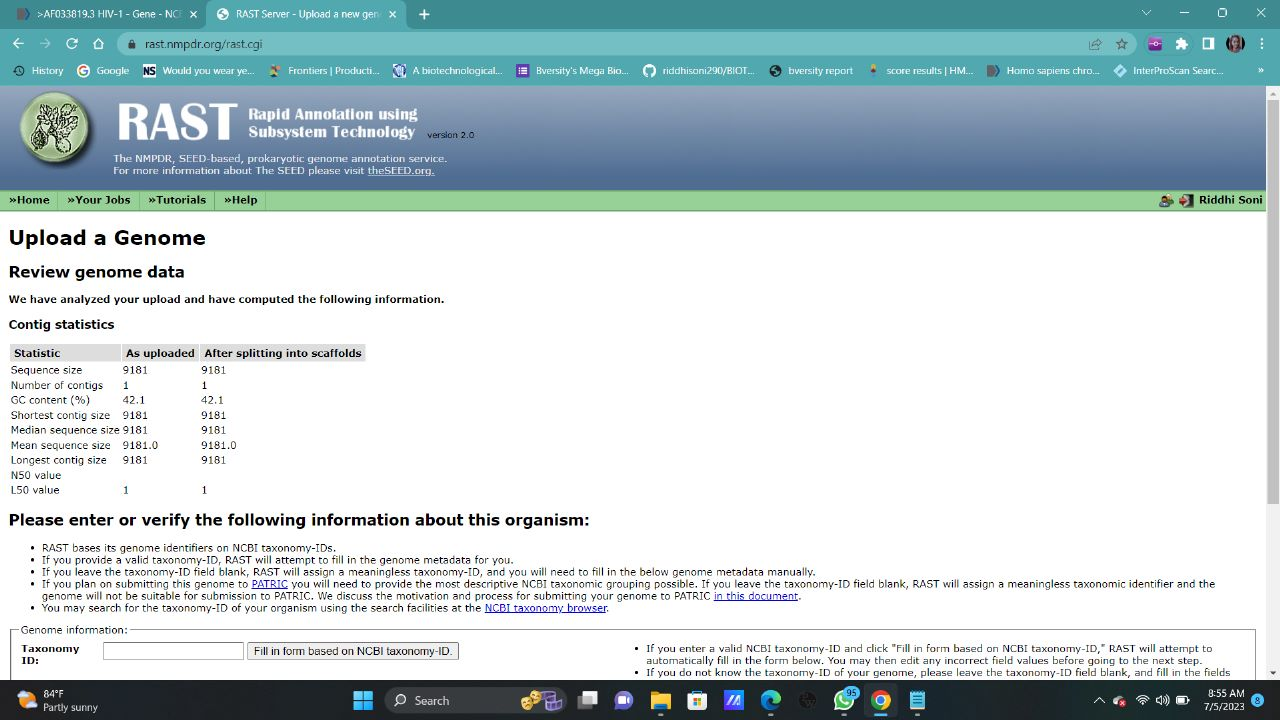 >AF033819.3 HIV-1 - Gene - NCB
RAST Server - Upload a new gen
rast.nmpdr.org/rast.cgi
History Google Would you wear ye... Frontiers | Producti... A biotechnological... Bversity's Mega Bio... riddhisoni290/BIOT... bversity report score results | HM... Homo sapiens chro... InterProScan Searc... »
RAST Rapid Annotation using
Subsystem Technology version 2.0
The NMPDR, SEED-based, prokaryotic genome annotation service.
For more information about The SEED please visit theSEED.org.
»Home »Your Jobs »Tutorials »Help Riddhi Soni
Upload a Genome
Review genome data
We have analyzed your upload and have computed the following information.
Contig statistics
Statistic As uploaded After splitting into scaffolds
Sequence size 9181 9181
Number of contigs 1 1
GC content (%) 42.1 42.1
Shortest contig size 9181 9181
Median sequence size 9181 9181
Mean sequence size 9181.0 9181.0
Longest contig size 9181 9181
N50 value
L50 value 1 1
Please enter or verify the following information about this organism:
RAST bases its genome identifiers on NCBI taxonomy-IDs.
If you provide a valid taxonomy-ID, RAST will attempt to fill in the genome metadata for you.
If you leave the taxonomy-ID field blank, RAST will assign a meaningless taxonomy-ID, and you will need to fill in the below genome metadata manually.
If you plan on submitting this genome to PATRIC you will need to provide the most descriptive NCBI taxonomic grouping possible. If you leave the taxonomy-ID field blank, RAST will assign a meaningless taxonomic identifier and the
genome will not be suitable for submission to PATRIC. We discuss the motivation and process for submitting your genome to PATRIC in this document.
You may search for the taxonomy-ID of your organism using the search facilities at the NCBI taxonomy browser.
Genome information:
Taxonomy
ID:
Fill in form based on NCBI taxonomy-ID.
If you enter a valid NCBI taxonomy-ID and click "Fill in form based on NCBI taxonomy-ID," RAST will attempt to
automatically fill in the form below. You may then edit any incorrect field values before going to the next step.
If you do not know the taxonomy-ID of your genome, please leave the taxonomy-ID field blank, and fill in the fields
84°F
Partly sunny
Search
95
8:55 AM
7/5/2023
8